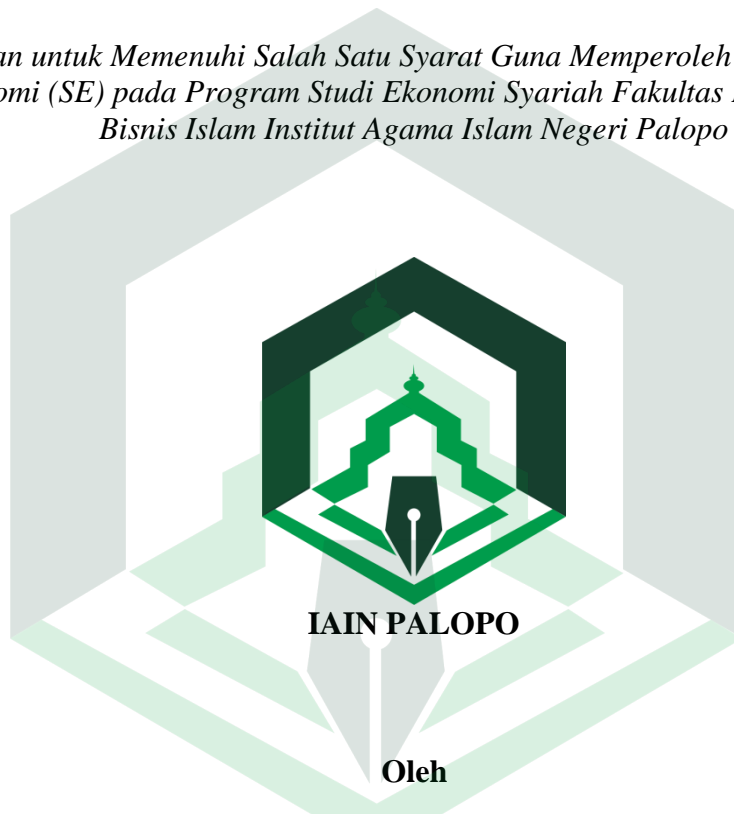 an untuk Memenuhi Salah Satu Syarat Guna Memperoleh
omi (SE) pada Program Studi Ekonomi Syariah Fakultas
Bisnis Islam Institut Agama Islam Negeri Palopo
IAIN PALOPO
Oleh